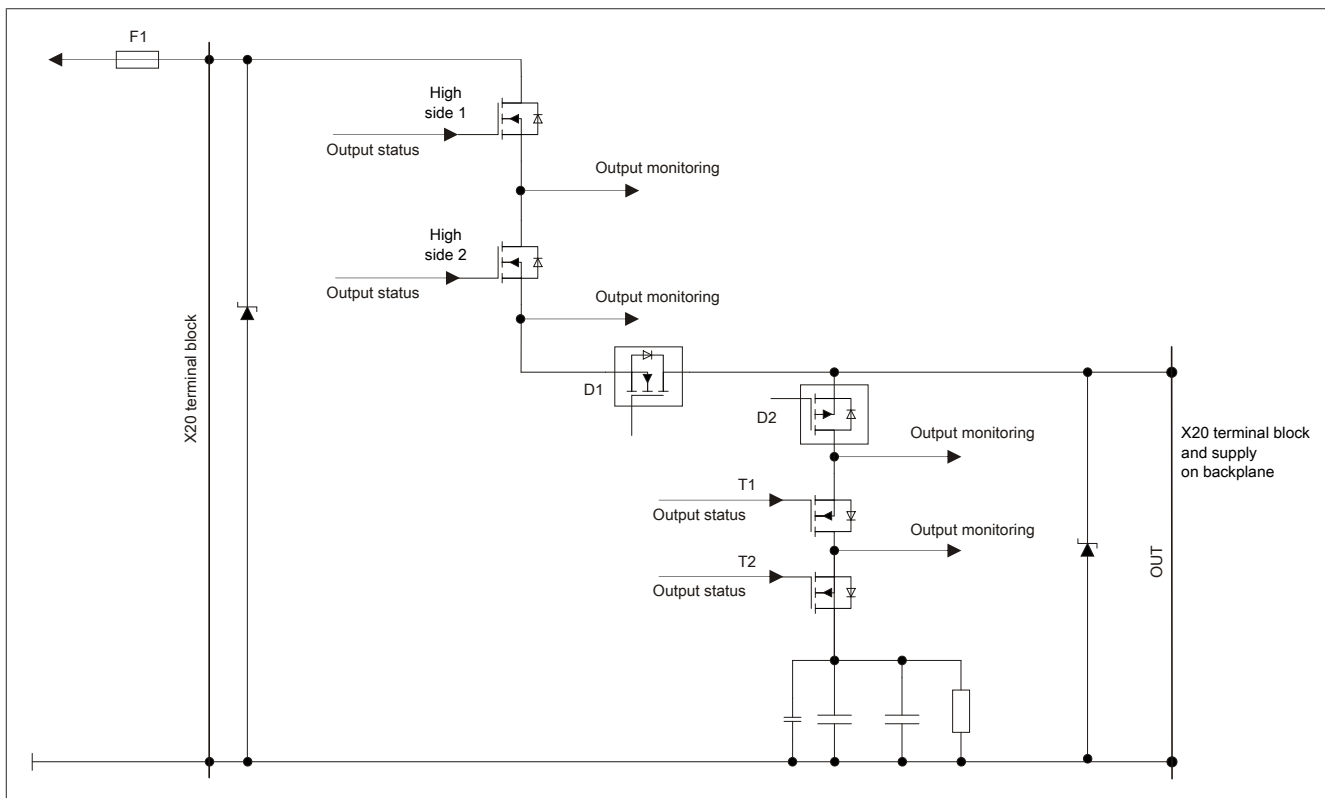 F1
High
side 1
Output status
Output monitoring
High
side 2
Output status
Output monitoring
X20 terminal block
D1
D2
Output monitoring
X20 terminal block
and supply
on backplane
T1
Output status
Output monitoring
T2
Output status
OUT